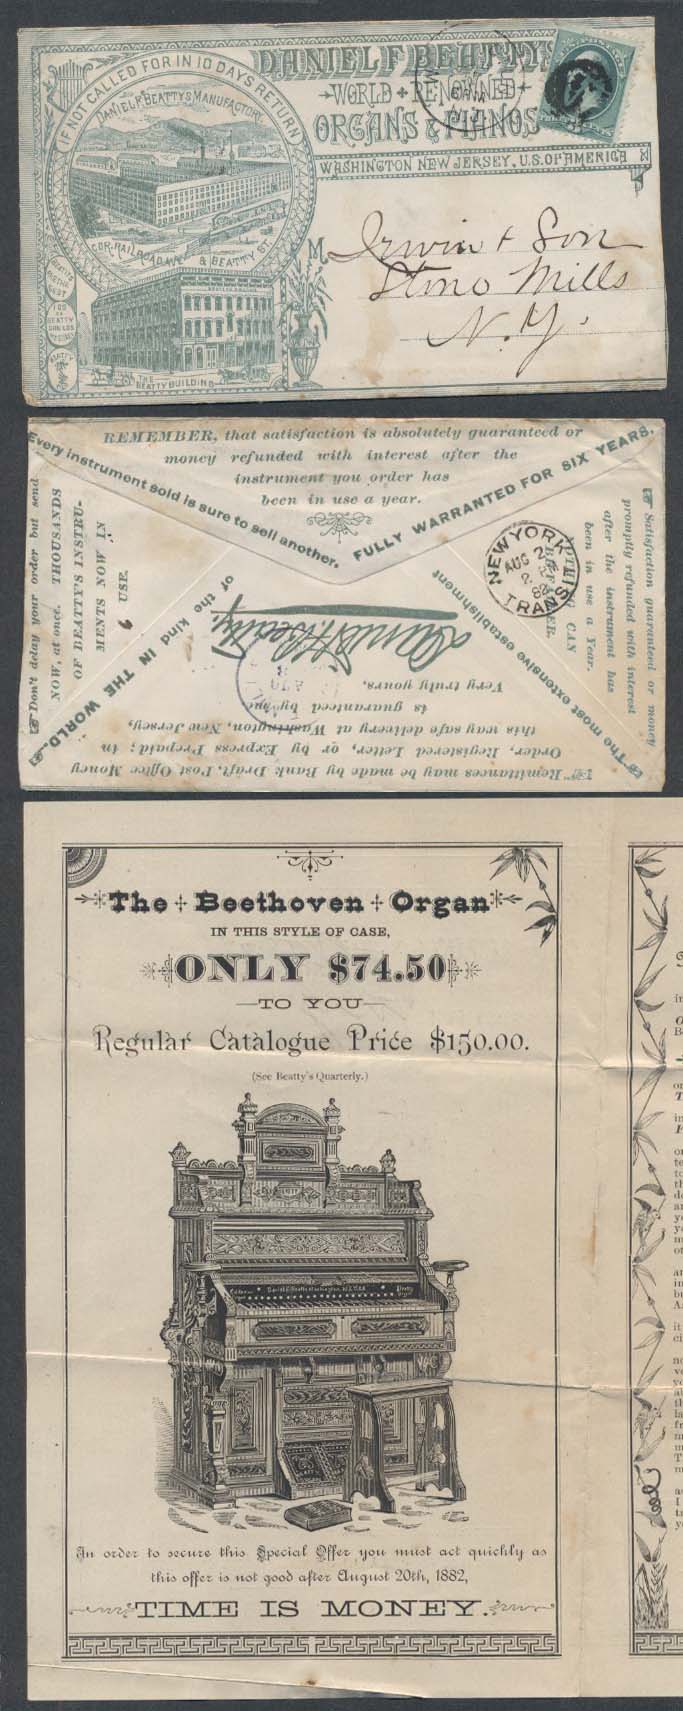 DANIEL F. BEATTY'S
WORLD RENOWNED
ORGANS & PIANOS
WASHINGTON NEW JERSEY, U.S. OF AMERICA
IF NOT CALLED FOR IN 10 DAYS RETURN
DANIEL F. BEATTY'S MANUFACTORY
COR. RAILROAD AVE. & BEATTY ST.
THE
BEATTY BUILDING
M
Irwin & Son
Stino Mills
N.Y.
REMEMBER, that satisfaction is absolutely guaranteed or
money refunded with interest after the
instrument you order has
been in use a year.
Every instrument sold is sure to sell another. FULLY WARRANTED FOR SIX YEARS.
Don't delay your order but send
NOW, at once. THOUSANDS
OF BEATTY'S INSTRU-
MENTS NOW IN
USE.
Satisfaction guaranteed or money
promptly refunded with interest
after the instrument has
been in use a Year.
NEW YORK
AUG 2
82
TRANSIT
The most extensive establishment
of the kind IN THE WORLD.
Remittances may be made by Bank Draft, Post Office Money
Order, Registered Letter, or by Express Prepaid; in
this way safe delivery at Washington, New Jersey,
is guaranteed by me
Very truly yours,
Daniel F. Beatty
The Beethoven Organ
IN THIS STYLE OF CASE,
ONLY $74.50
TO YOU
Regular Catalogue Price $150.00.
(See Beatty's Quarterly.)
In order to secure this Special Offer you must act quickly as
this offer is not good after August 20th, 1882,
TIME IS MONEY.